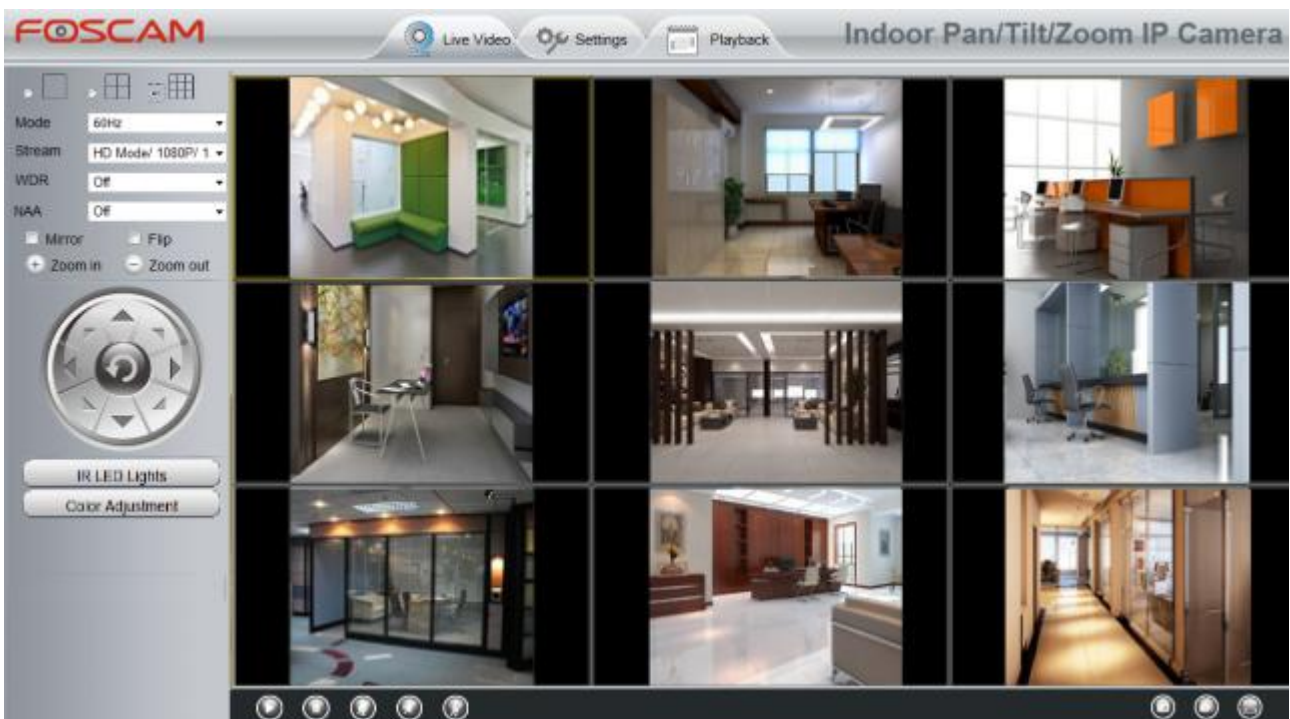 FOSCAM
Live Video
Settings
Playback
Indoor Pan/Tilt/Zoom IP Camera
Mode
60Hz
Stream
HD Mode/ 1080P/ 1
WDR
Off
NAA
Off
Mirror
Flip
Zoom in
Zoom out
IR LED Lights
Color Adjustment